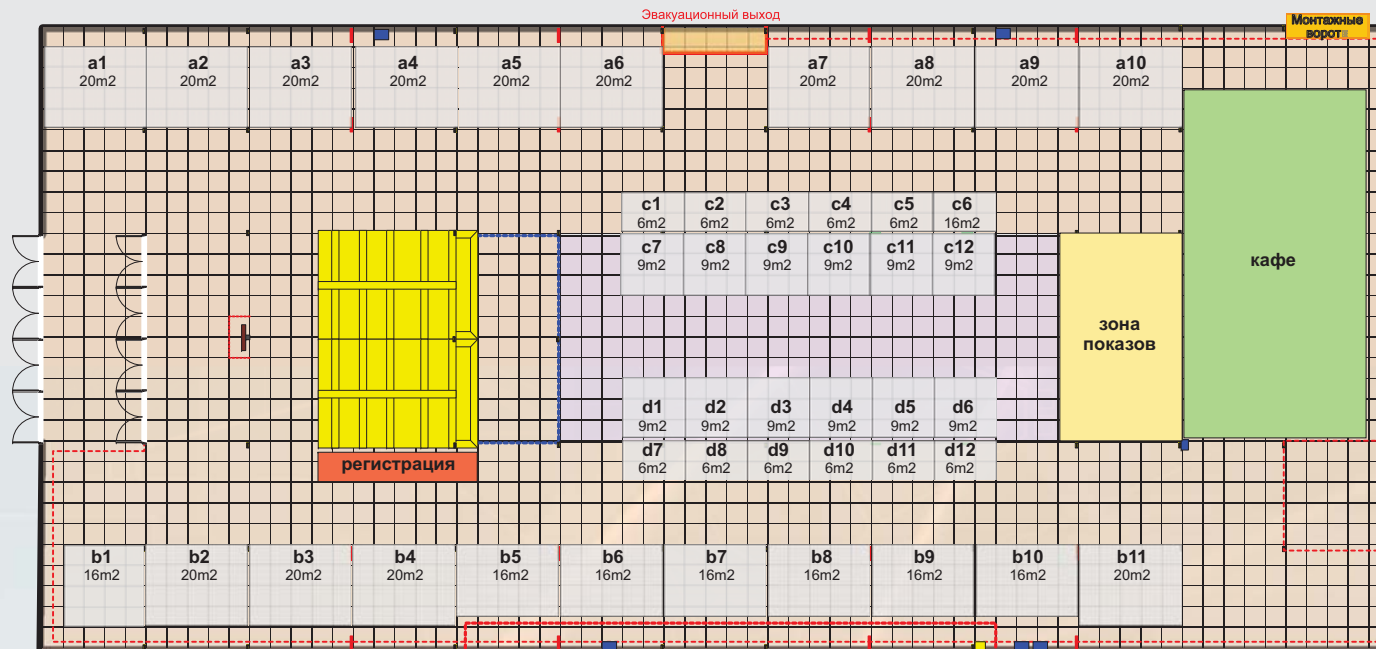 Эвакуационный выход
Монтажные
ворота
a1
20m2
a2
20m2
a3
20m2
a4
20m2
a5
20m2
a6
20m2
a7
20m2
a8
20m2
a9
20m2
a10
20m2
c1
6m2
c2
6m2
c3
6m2
c4
6m2
c5
6m2
c6
16m2
c7
9m2
c8
9m2
c9
9m2
c10
9m2
c11
9m2
c12
9m2
кафе
зона
показов
d1
9m2
d2
9m2
d3
9m2
d4
9m2
d5
9m2
d6
9m2
d7
6m2
d8
6m2
d9
6m2
d10
6m2
d11
6m2
d12
6m2
регистрация
b1
16m2
b2
20m2
b3
20m2
b4
20m2
b5
16m2
b6
16m2
b7
16m2
b8
16m2
b9
16m2
b10
16m2
b11
20m2